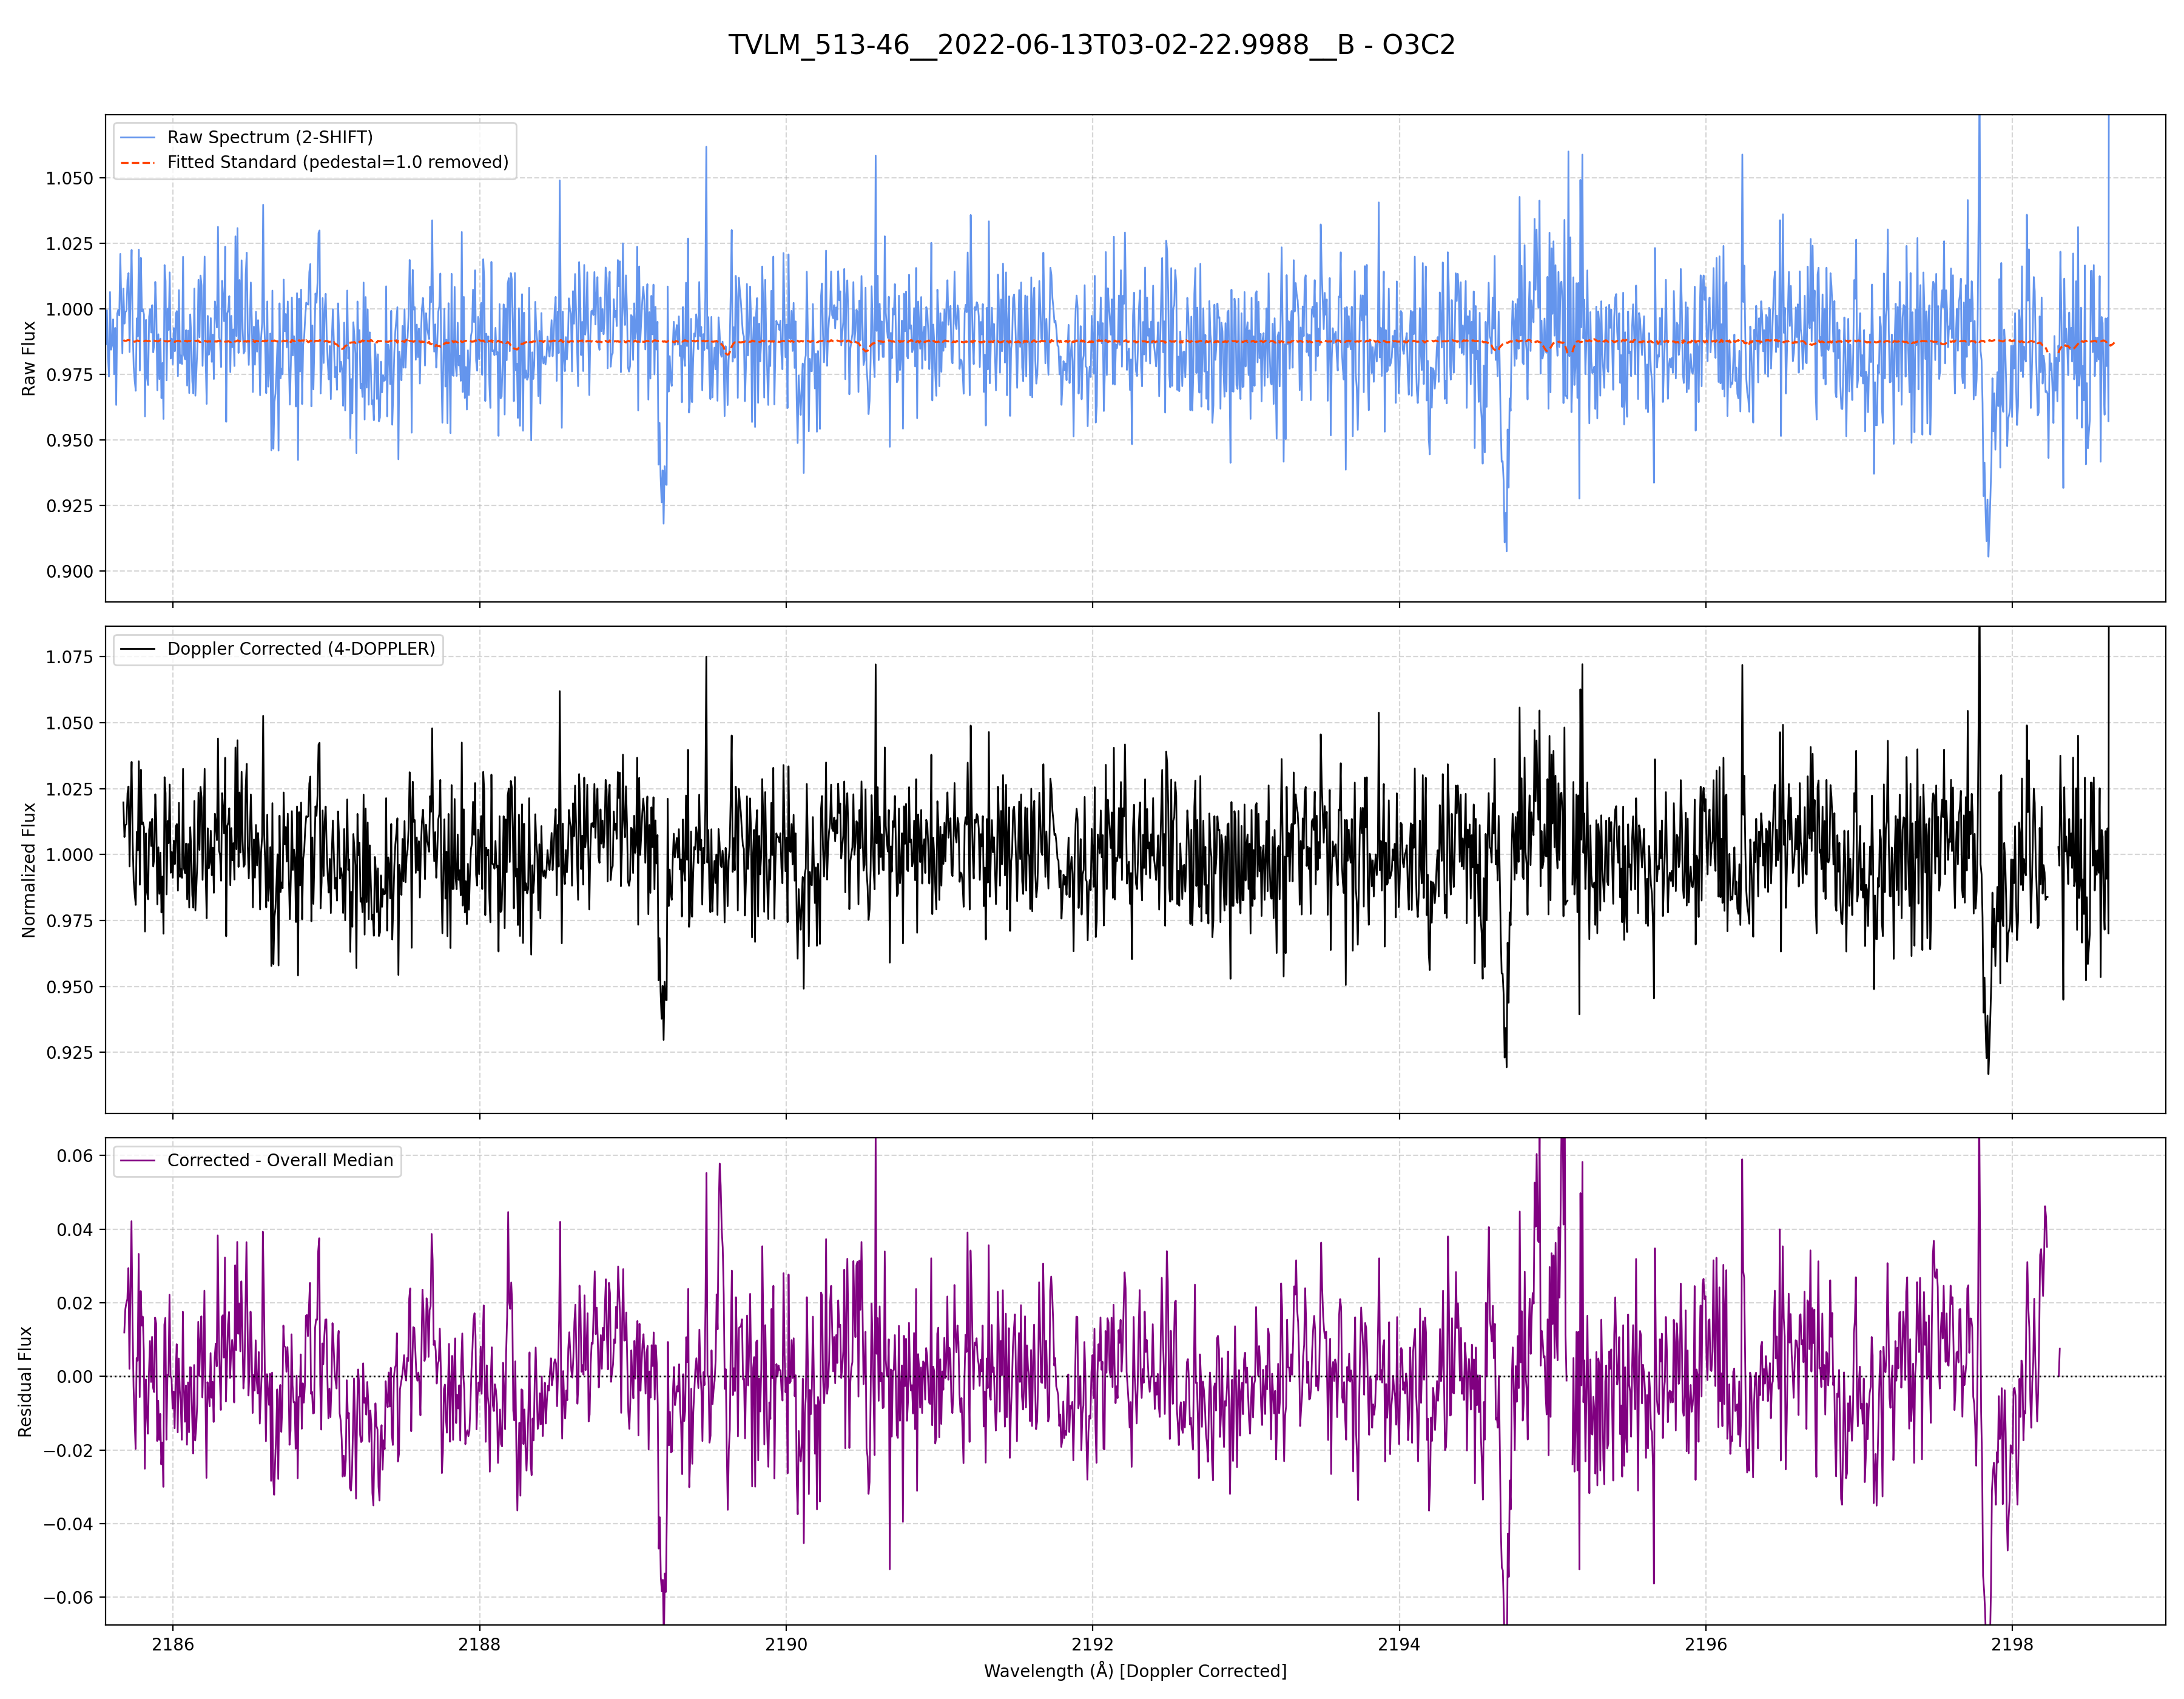 TVLM_513-46__2022-06-13T03-02-22.9988__B - O3C2
Raw Spectrum (2-SHIFT)
Fitted Standard (pedestal=1.0 removed)
Raw Flux
1.050
1.025
1.000
0.975
0.950
0.925
0.900
Doppler Corrected (4-DOPPLER)
Normalized Flux
1.075
1.050
1.025
1.000
0.975
0.950
0.925
Corrected - Overall Median
Residual Flux
0.06
0.04
0.02
0.00
−0.02
−0.04
−0.06
2186 2188 2190 2192 2194 2196 2198
Wavelength (Å) [Doppler Corrected]